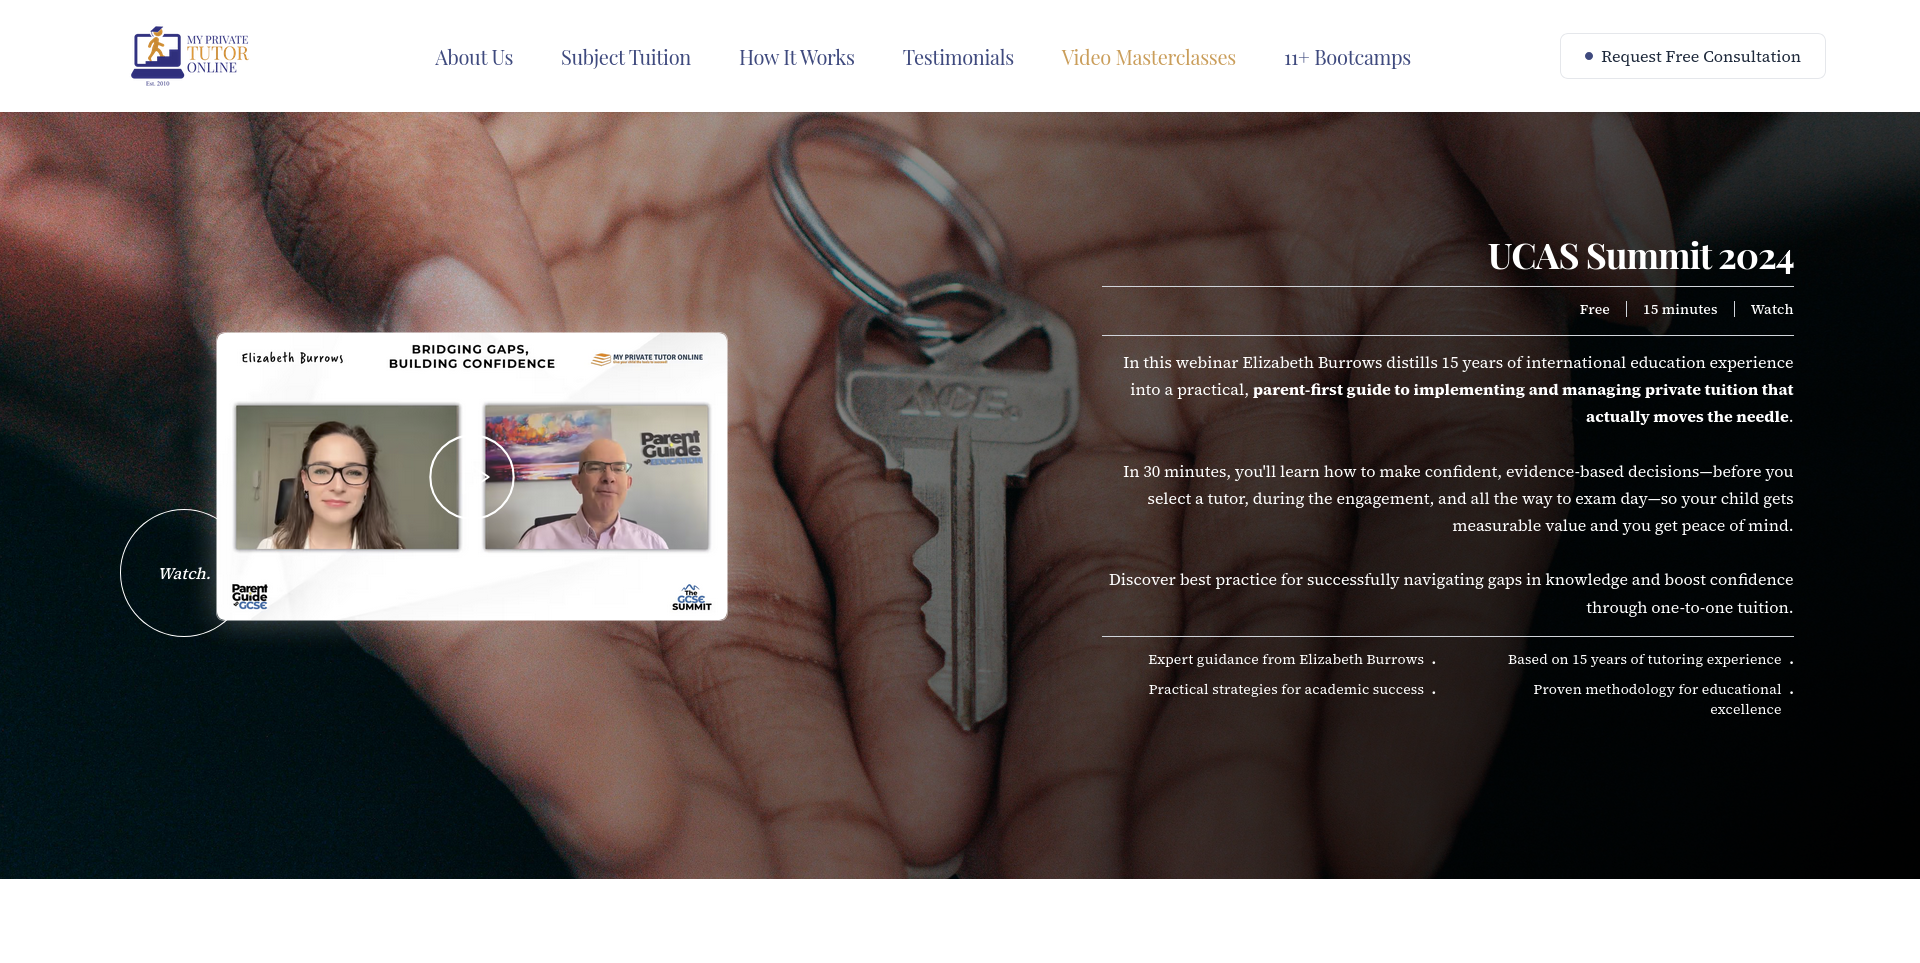 MY PRIVATE
TUTOR
ONLINE
Est. 2010
About Us
Subject Tuition
How It Works
Testimonials
Video Masterclasses
11+ Bootcamps
Request Free Consultation
UCAS Summit 2024
Free
15 minutes
Watch
In this webinar Elizabeth Burrows distills 15 years of international education experience
into a practical, parent-first guide to implementing and managing private tuition that
actually moves the needle.
In 30 minutes, you'll learn how to make confident, evidence-based decisions—before you
select a tutor, during the engagement, and all the way to exam day—so your child gets
measurable value and you get peace of mind.
Discover best practice for successfully navigating gaps in knowledge and boost confidence
through one-to-one tuition.
Expert guidance from Elizabeth Burrows
Based on 15 years of tutoring experience
Practical strategies for academic success
Proven methodology for educational
excellence
Elizabeth Burrows
BRIDGING GAPS,
BUILDING CONFIDENCE
MY PRIVATE TUTOR ONLINE
Parent
Guide
to EDUCATION
Watch.
Parent
Guide
to GCSE
The
GCSE
SUMMIT
ACE